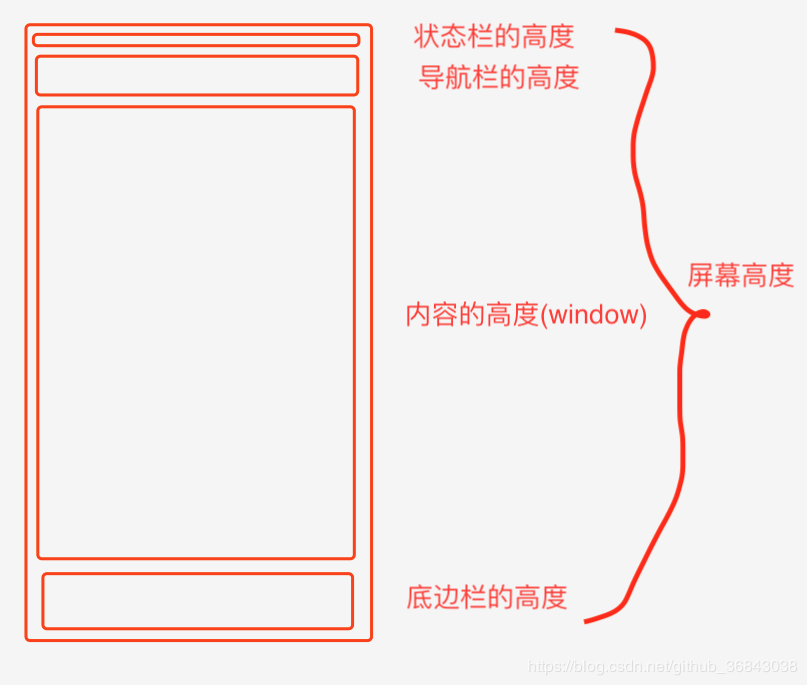 状态栏的高度
导航栏的高度
屏幕高度
内容的高度(window)
底边栏的高度
https://blog.csdn.net/github_36843038